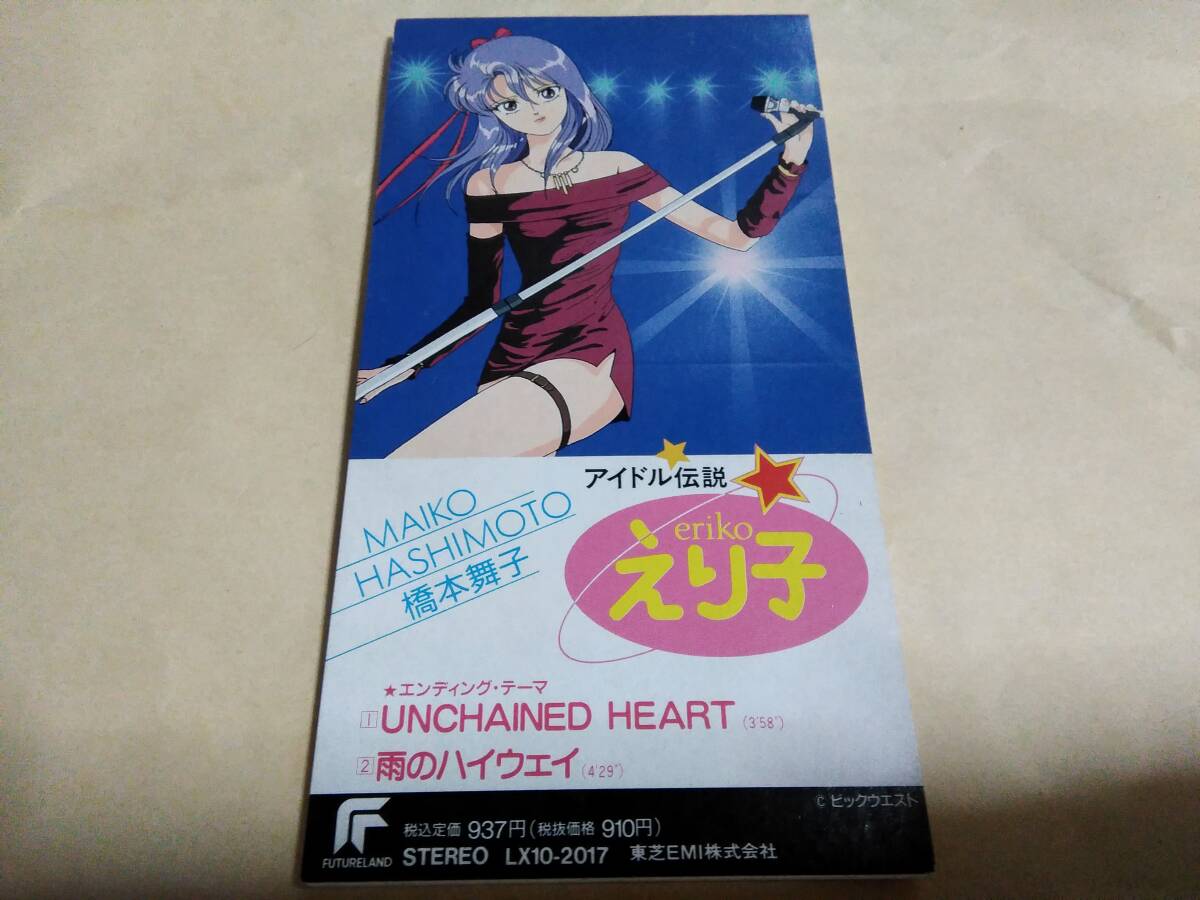 アイドル伝説
eriko
えり子
MAIKO
HASHIMOTO
橋本舞子
★エンディング・テーマ
1 UNCHAINED HEART (3'58")
2 雨のハイウェイ (4'29")
© ビックウエスト
税込定価 937円(税抜価格 910円)
FUTURELAND STEREO LX10-2017 東芝EMI株式会社